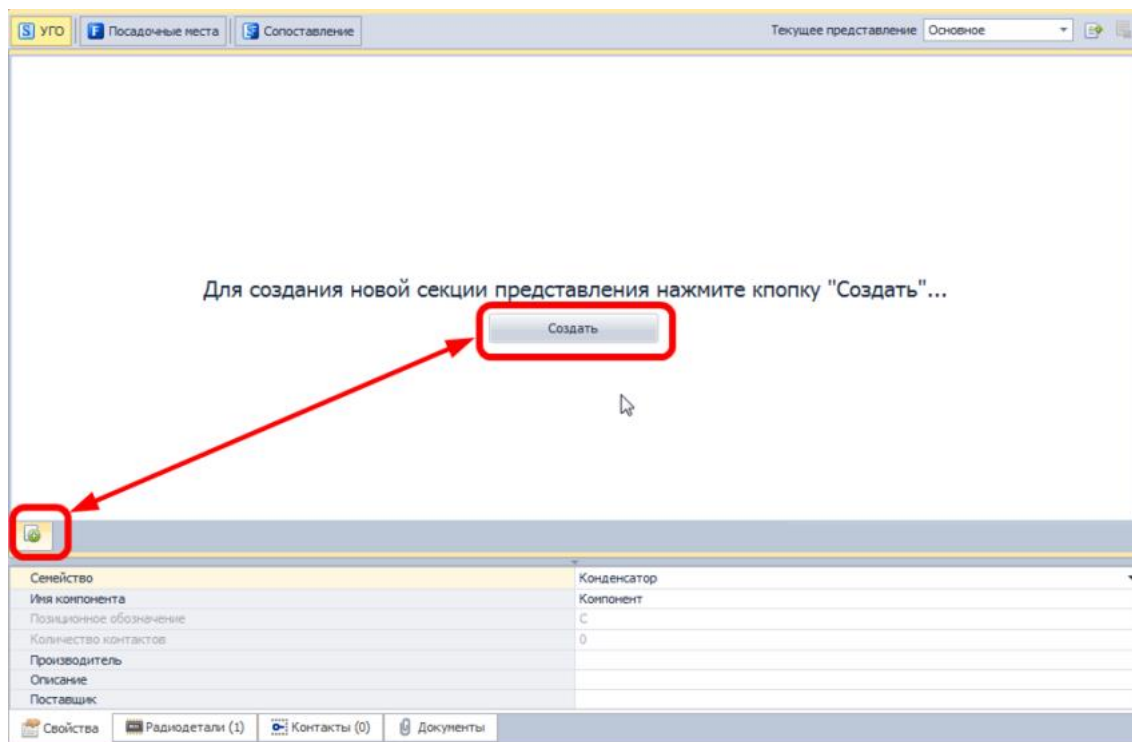 S УГО F Посадочные места S Сопоставление Текущее представление Основное
Для создания новой секции представления нажмите кпопку "Создать"...
Создать
Семейство Конденсатор
Имя компонента Компонент
Позиционное обозначение C
Количество контактов 0
Производитель
Описание
Поставщик
Свойства Радиодетали (1) Контакты (0) Документы